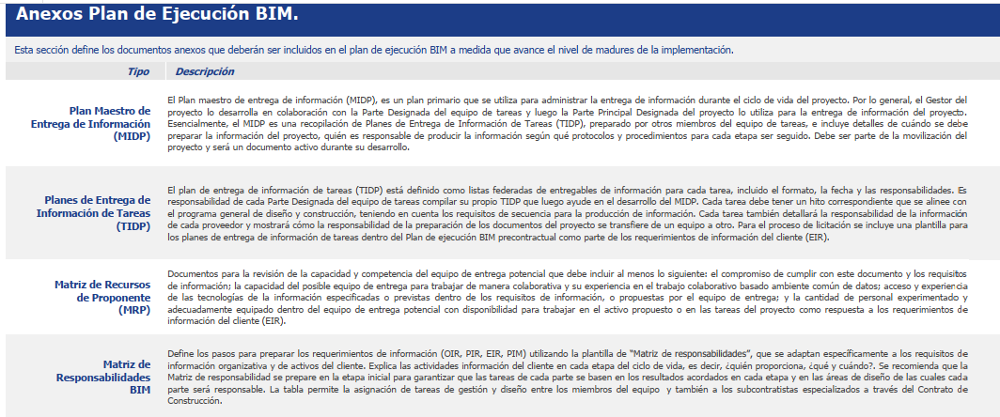 Anexos Plan de Ejecución BIM.
Esta sección define los documentos anexos que deberán ser incluidos en el plan de ejecución BIM a medida que avance el nivel de madures de la implementación.
Tipo Descripción
Plan Maestro de
Entrega de Información
(MIDP)
El Plan maestro de entrega de información (MIDP), es un plan primario que se utiliza para administrar la entrega de información durante el ciclo de vida del proyecto. Por lo general, el Gestor del
proyecto lo desarrolla en colaboración con la Parte Designada del equipo de tareas y luego la Parte Principal Designada del proyecto lo utiliza para la entrega de información del proyecto.
Esencialmente, el MIDP es una recopilación de Planes de Entrega de Información de Tareas (TIDP), preparado por otros miembros del equipo de tareas, e incluye detalles de cuándo se debe
preparar la información del proyecto, quién es responsable de producir la información según qué protocolos y procedimientos para cada etapa ser seguido. Debe ser parte de la movilización del
proyecto y será un documento activo durante su desarrollo.
Planes de Entrega de
Información de Tareas
(TIDP)
El plan de entrega de información de tareas (TIDP) está definido como listas federadas de entregables de información para cada tarea, incluido el formato, la fecha y las responsabilidades. Es
responsabilidad de cada Parte Designada del equipo de tareas compilar su propio TIDP que luego ayude en el desarrollo del MIDP. Cada tarea debe tener un hito correspondiente que se alinee con
el programa general de diseño y construcción, teniendo en cuenta los requisitos de secuencia para la producción de información. Cada tarea también detallará la responsabilidad de la información
de cada proveedor y mostrará cómo la responsabilidad de la preparación de los documentos del proyecto se transfiere de un equipo a otro. Para el proceso de licitación se incluye una plantilla para
los planes de entrega de información de tareas dentro del Plan de ejecución BIM precontractual como parte de los requerimientos de información del cliente (EIR).
Matriz de Recursos
de Proponente
(MRP)
Documentos para la revisión de la capacidad y competencia del equipo de entrega potencial que debe incluir al menos lo siguiente: el compromiso de cumplir con este documento y los requisitos
de información; la capacidad del posible equipo de entrega para trabajar de manera colaborativa y su experiencia en el trabajo colaborativo basado ambiente común de datos; acceso y experiencia
de las tecnologías de la información especificadas o previstas dentro de los requisitos de información, o propuestas por el equipo de entrega; y la cantidad de personal experimentado y
adecuadamente equipado dentro del equipo de entrega potencial con disponibilidad para trabajar en el activo propuesto o en las tareas del proyecto como respuesta a los requerimientos de
información del cliente (EIR).
Matriz de
Responsabilidades
BIM
Define los pasos para preparar los requerimientos de información (OIR, PIR, EIR, PIM) utilizando la plantilla de “Matriz de responsabilidades”, que se adaptan específicamente a los requisitos de
información organizativa y de activos del cliente. Explica las actividades información del cliente en cada etapa del ciclo de vida, es decir, ¿quién proporciona, ¿qué y cuándo?. Se recomienda que la
Matriz de responsabilidad se prepare en la etapa inicial para garantizar que las tareas de cada parte se basen en los resultados acordados en cada etapa y en las áreas de diseño de las cuales cada
parte será responsable. La tabla permite la asignación de tareas de gestión y diseño entre los miembros del equipo y también a los subcontratistas especializados a través del Contrato de
Construcción.